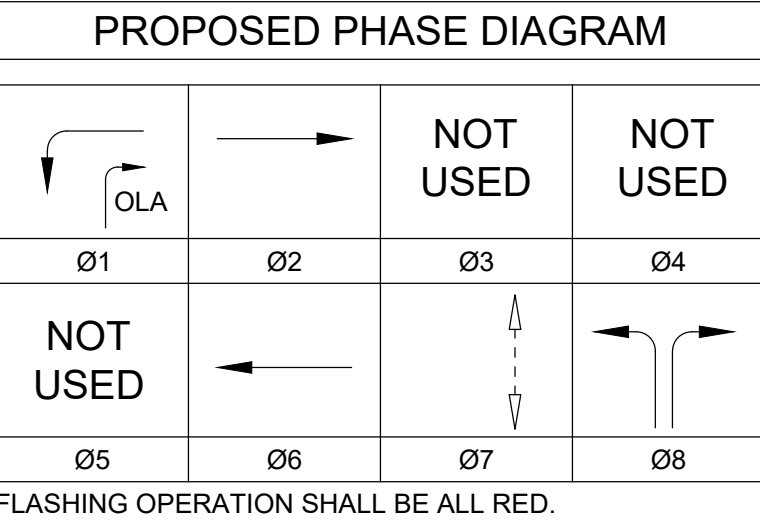 PROPOSED PHASE DIAGRAM
OLA
NOT
USED
NOT
USED
Ø1
Ø2
Ø3
Ø4
NOT
USED
Ø5
Ø6
Ø7
Ø8
FLASHING OPERATION SHALL BE ALL RED.